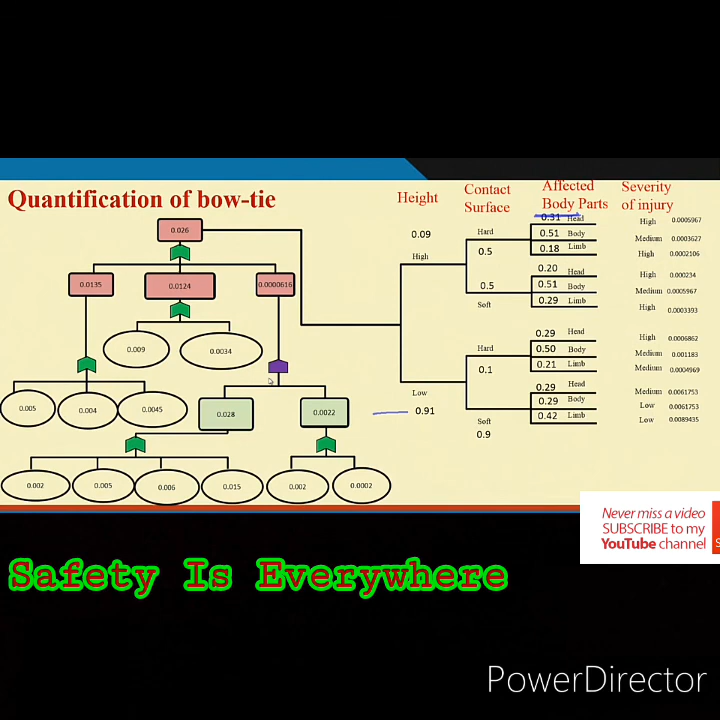 Quantification of bow-tie
Height
Contact
Surface
Affected
Body Parts
Severity
of injury
0.026
0.0135
0.0124
0.0000616
0.009
0.0034
0.005
0.004
0.0045
0.028
0.0022
0.002
0.005
0.006
0.015
0.002
0.0002
0.09
High
Low
0.91
Hard
0.5
0.5
Soft
Hard
0.1
Soft
0.9
0.31 Head High 0.0005967
0.51 Body Medium 0.0003627
0.18 Limb High 0.0002106
0.20 Head High 0.000234
0.51 Body Medium 0.0005967
0.29 Limb High 0.0003393
0.29 Head High 0.0006862
0.50 Body Medium 0.001183
0.21 Limb Medium 0.0004969
0.29 Head Medium 0.0061753
0.29 Body Low 0.0061753
0.42 Limb Low 0.0089435
Never miss a video
SUBSCRIBE to my
YouTube channel
S
Safety Is Everywhere
PowerDirector